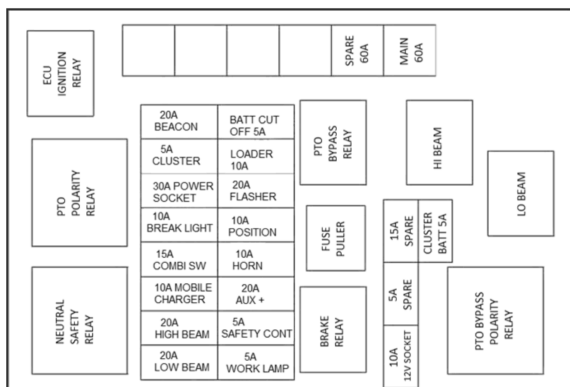 ECU
IGNITION
RELAY
SPARE
60A
MAIN
60A
20A
BEACON
BATT CUT
OFF 5A
5A
CLUSTER
LOADER
10A
30A POWER
SOCKET
20A
FLASHER
10A
BREAK LIGHT
10A
POSITION
15A
COMBI SW
10A
HORN
10A MOBILE
CHARGER
20A
AUX +
20A
HIGH BEAM
5A
SAFETY CONT
20A
LOW BEAM
5A
WORK LAMP
PTO
POLARITY
RELAY
NEUTRAL
SAFETY
RELAY
PTO
BYPASS
RELAY
FUSE
PULLER
BRAKE
RELAY
HI BEAM
LO BEAM
15A
SPARE
CLUSTER
BATT 5A
5A
SPARE
10A
12V SOCKET
PTO BYPASS
POLARITY
RELAY